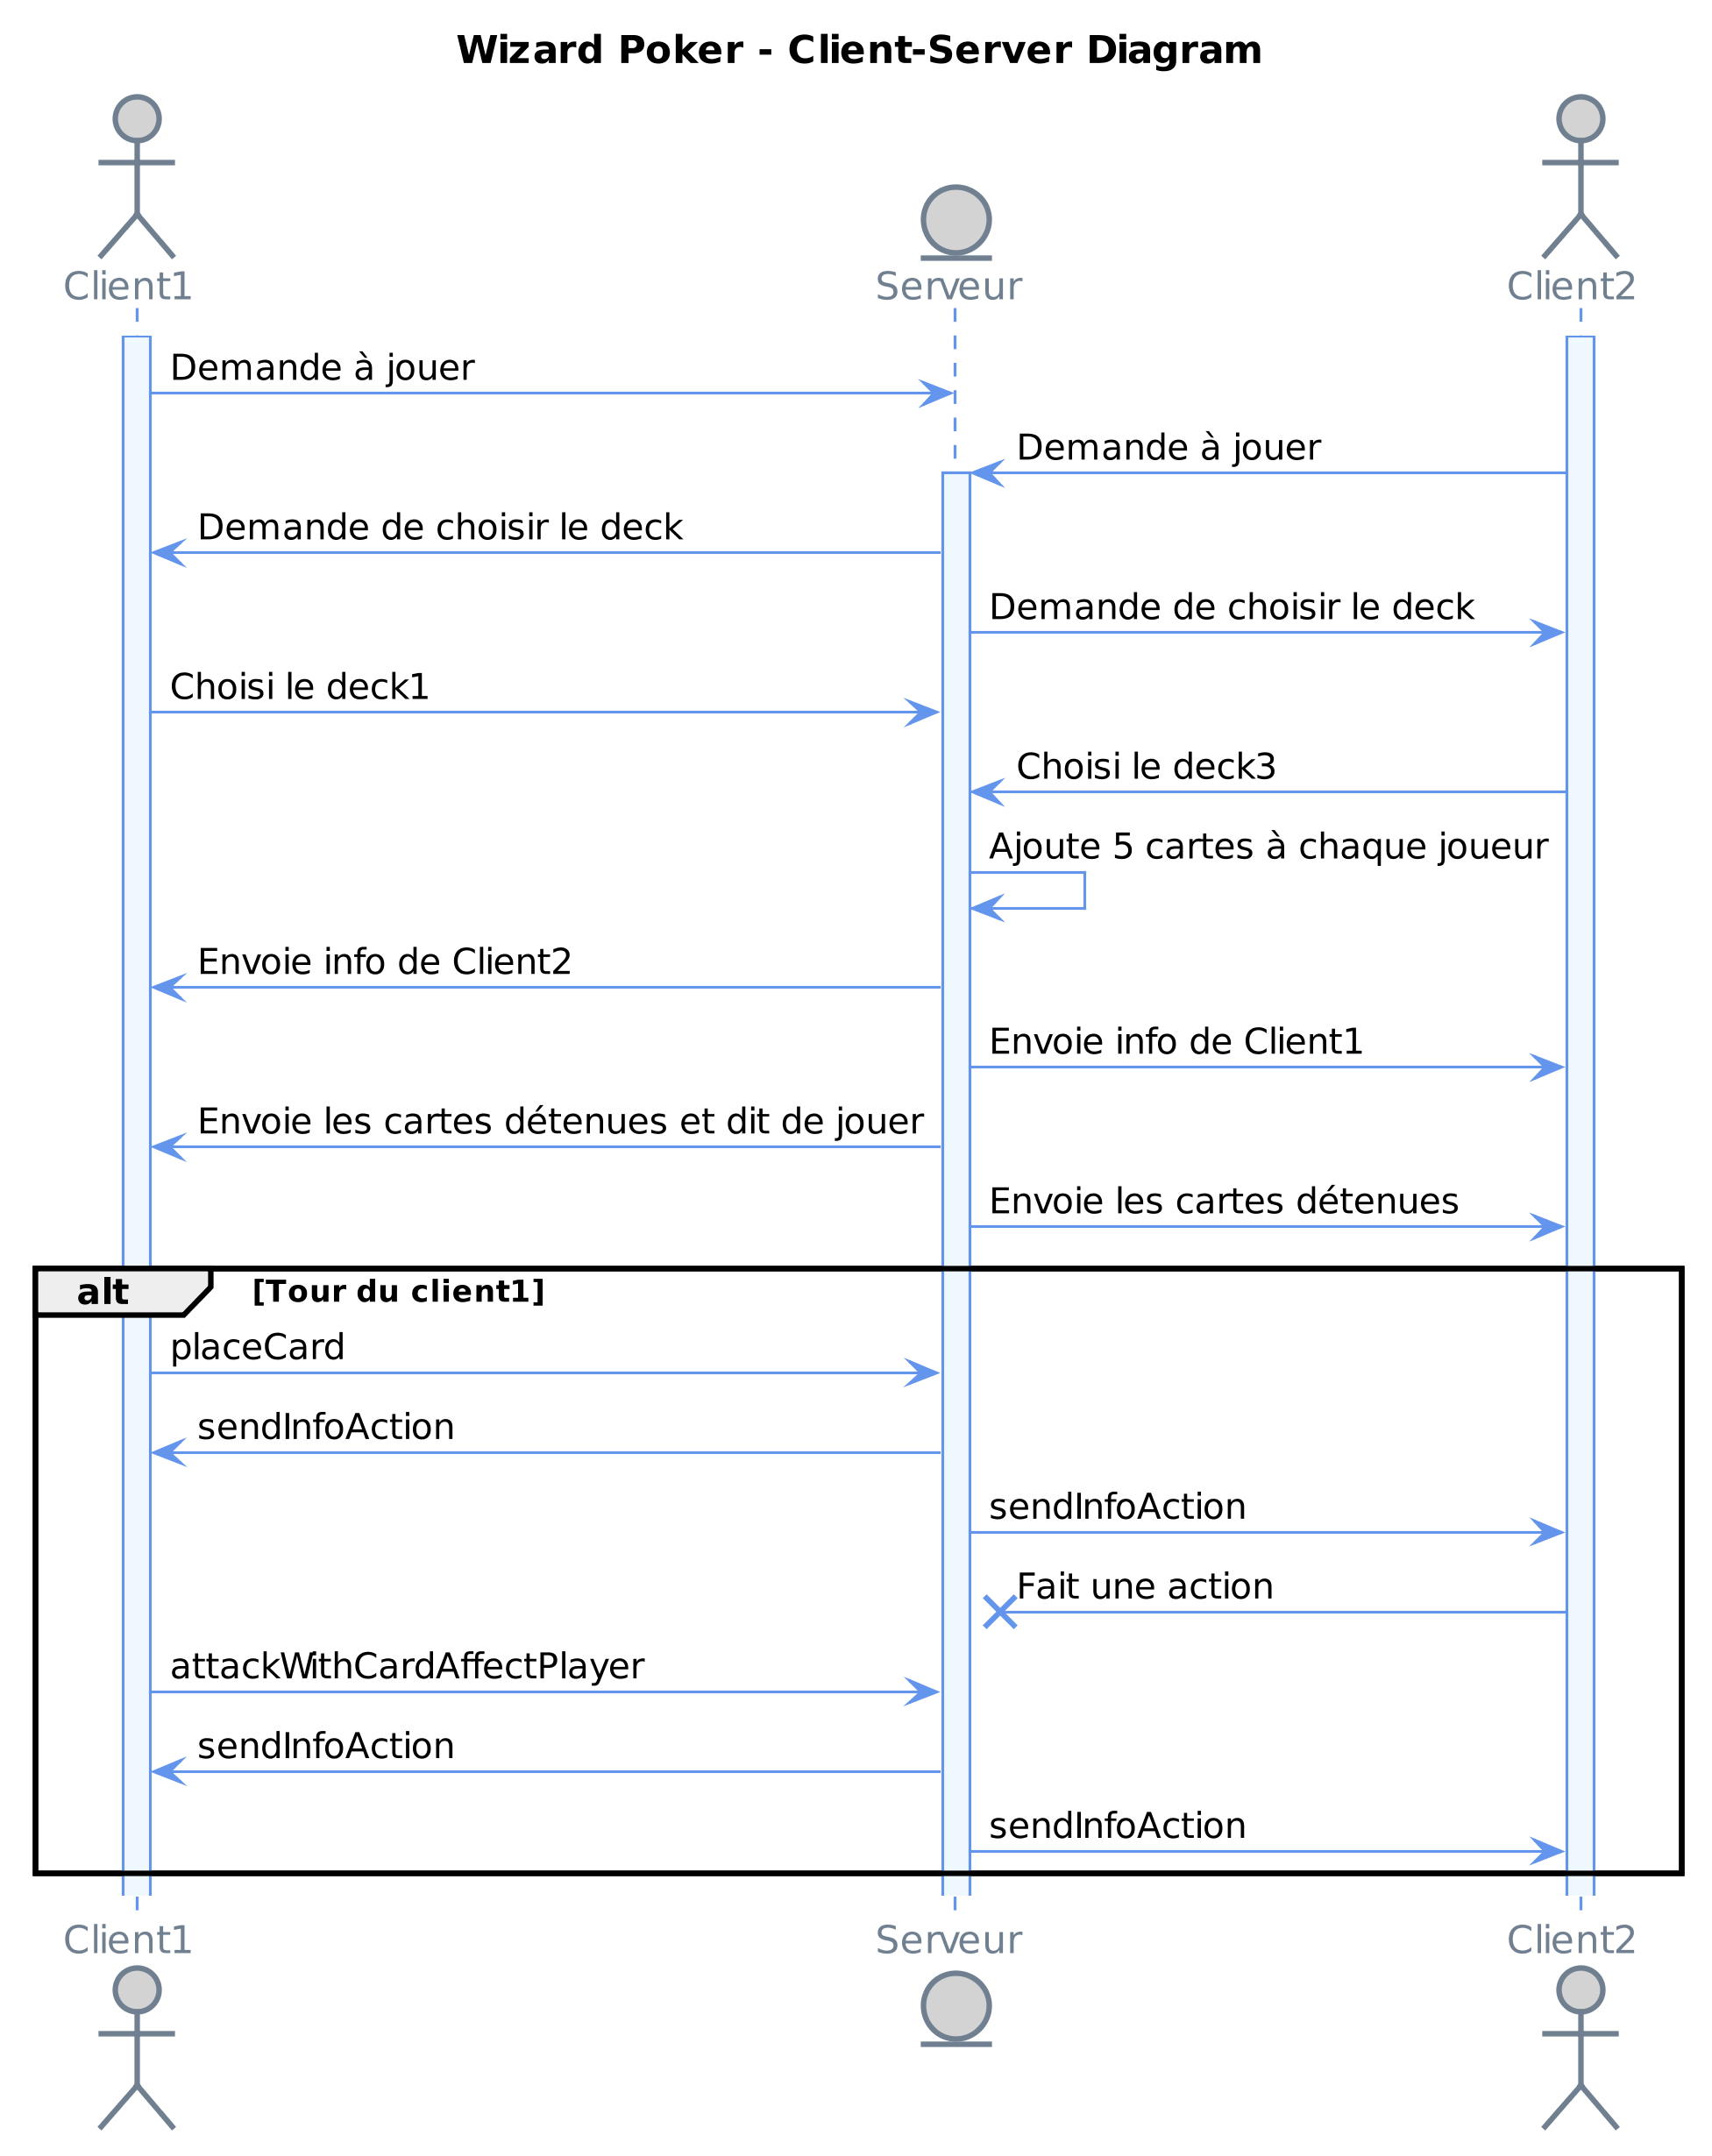 Wizard Poker - Client-Server Diagram
Client1
Serveur
Client2
Demande à jouer
Demande à jouer
Demande de choisir le deck
Demande de choisir le deck
Choisi le deck1
Choisi le deck3
Ajoute 5 cartes à chaque joueur
Envoie info de Client2
Envoie info de Client1
Envoie les cartes détenues et dit de jouer
Envoie les cartes détenues
alt [Tour du client1]
placeCard
sendInfoAction
sendInfoAction
Fait une action
attackWithCardAffectPlayer
sendInfoAction
sendInfoAction
Client1
Serveur
Client2